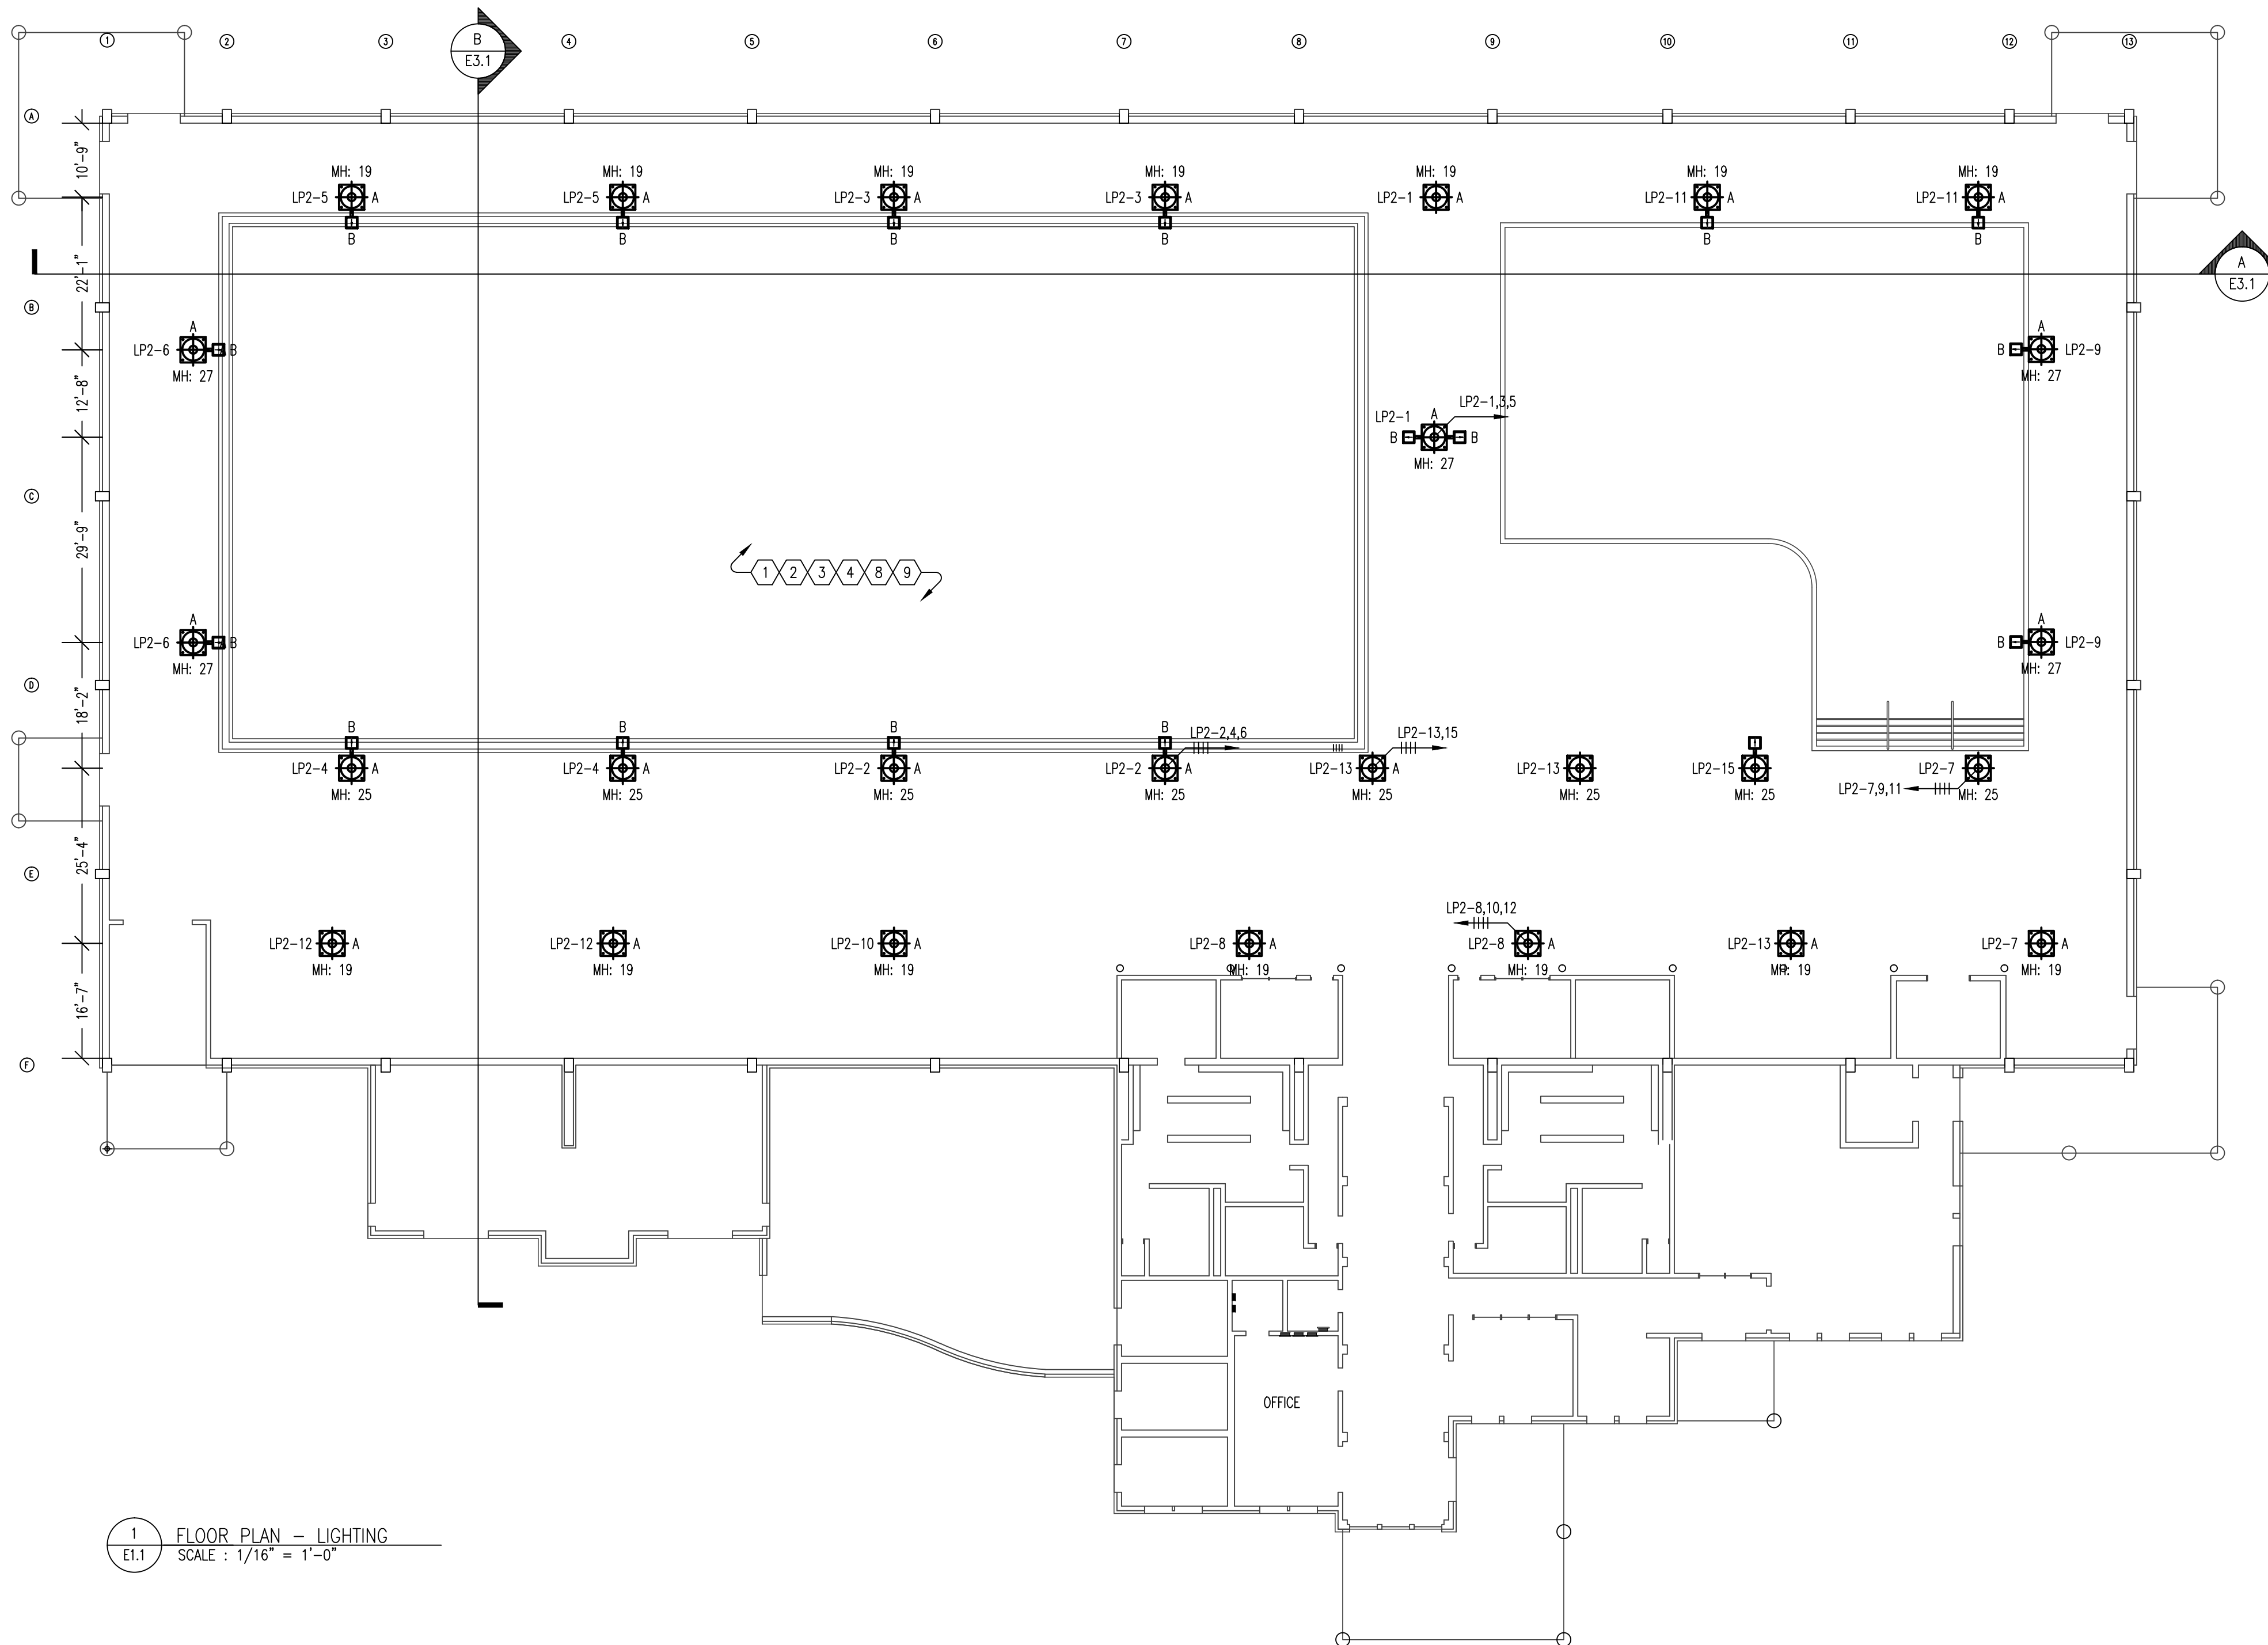 1 2 3 4 5 6 7 8 9 10 11 12 13
B
E3.1
A
10'-9"
MH: 19 MH: 19 MH: 19 MH: 19 MH: 19 MH: 19 MH: 19
LP2-5 A LP2-5 A LP2-3 A LP2-3 A LP2-1 A LP2-11 A LP2-11 A
B B B B B B
22'-1"
A
E3.1
B
A A
LP2-6 B B LP2-9
MH: 27 MH: 27
12'-8"
LP2-1 A LP2-1,3,5
B B
MH: 27
C
29'-9"
1 2 3 4 8 9
A A
LP2-6 B B LP2-9
MH: 27 MH: 27
D
18'-2"
B B B B LP2-2,4,6 LP2-13,15
LP2-4 A LP2-4 A LP2-2 A LP2-2 A LP2-13 A LP2-13 LP2-15 LP2-7
LP2-7,9,11
MH: 25 MH: 25 MH: 25 MH: 25 MH: 25 MH: 25 MH: 25 MH: 25
25'-4"
E
LP2-8,10,12
LP2-12 A LP2-12 A LP2-10 A LP2-8 A LP2-8 A LP2-13 A LP2-7 A
MH: 19 MH: 19 MH: 19 MH: 19 MH: 19 MH: 19 MH: 19
16'-7"
F
OFFICE
1
E1.1
FLOOR PLAN - LIGHTING
SCALE : 1/16" = 1'-0"